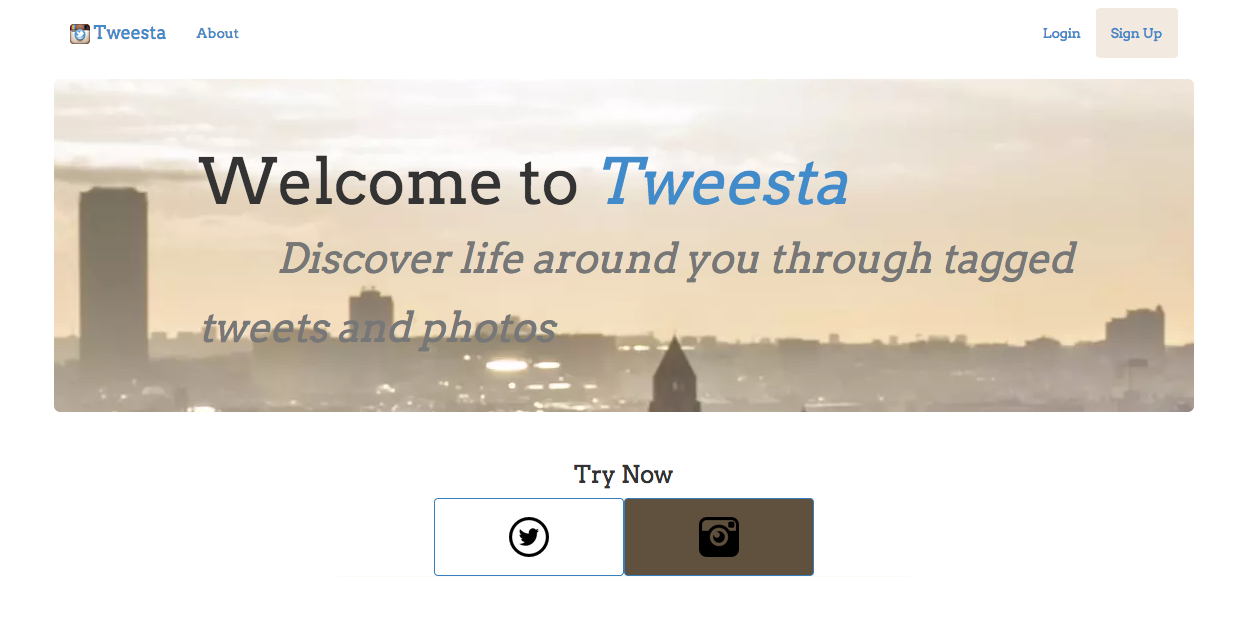 Tweesta About Login Sign Up
Welcome to Tweesta
Discover life around you through tagged
tweets and photos
Try Now